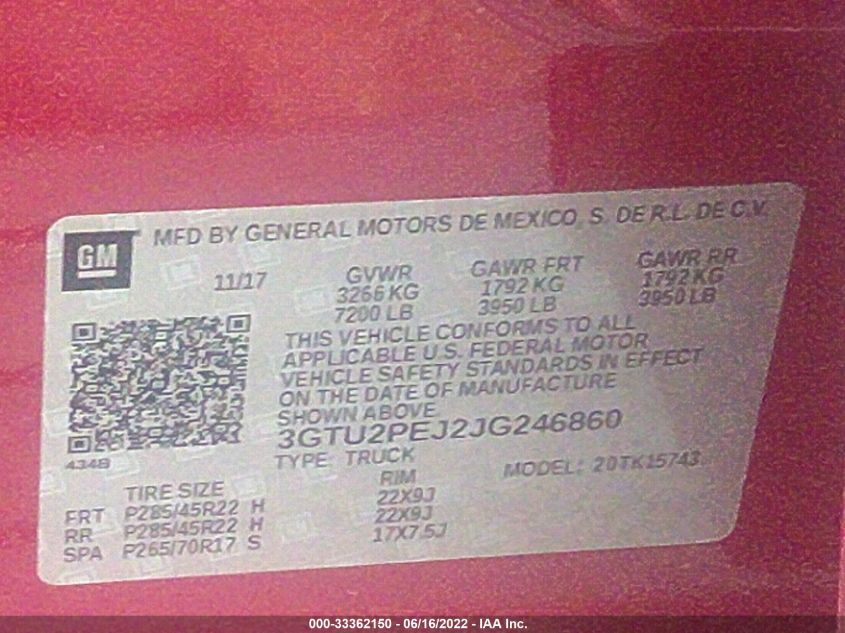 GM MFD BY GENERAL MOTORS DE MEXICO, S. DE R.L. DE C.V.
11/17 GVWR GAWR FRT GAWR RR
3266 KG 1792 KG 1792 KG
7200 LB 3950 LB 3950 LB
THIS VEHICLE CONFORMS TO ALL
APPLICABLE U.S. FEDERAL MOTOR
VEHICLE SAFETY STANDARDS IN EFFECT
ON THE DATE OF MANUFACTURE
SHOWN ABOVE.
3GTU2PEJ2JG246860
434B
TYPE: TRUCK MODEL: 20TK15743
TIRE SIZE RIM
FRT P285/45R22 H 22X9J
RR P285/45R22 H 22X9J
SPA P265/70R17 S 17X7.5J
000-33362150 - 06/16/2022 - IAA Inc.